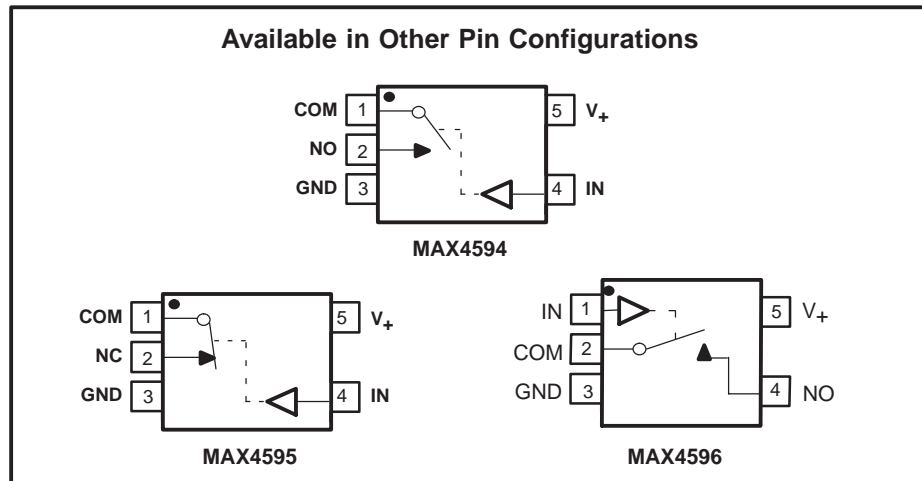 Available in Other Pin Configurations
COM 1 5 V+
NO 2
GND 3 4 IN
MAX4594
COM 1 5 V+
NC 2
GND 3 4 IN
MAX4595
IN 1 5 V+
COM 2
GND 3 4 NO
MAX4596